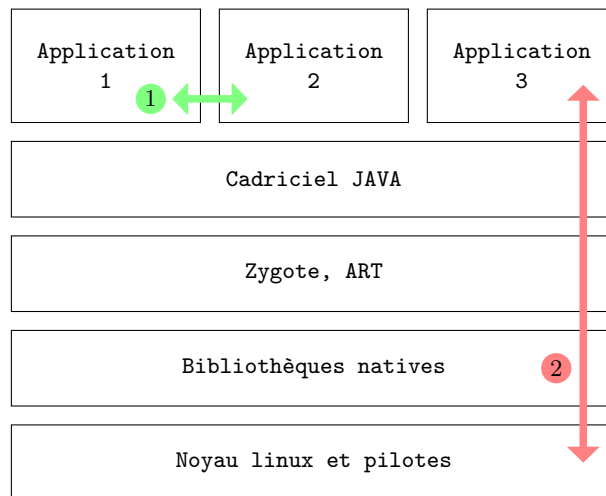 Application
1
Application
2
Application
3
1
Cadriciel JAVA
Zygote, ART
Bibliothèques natives
2
Noyau linux et pilotes